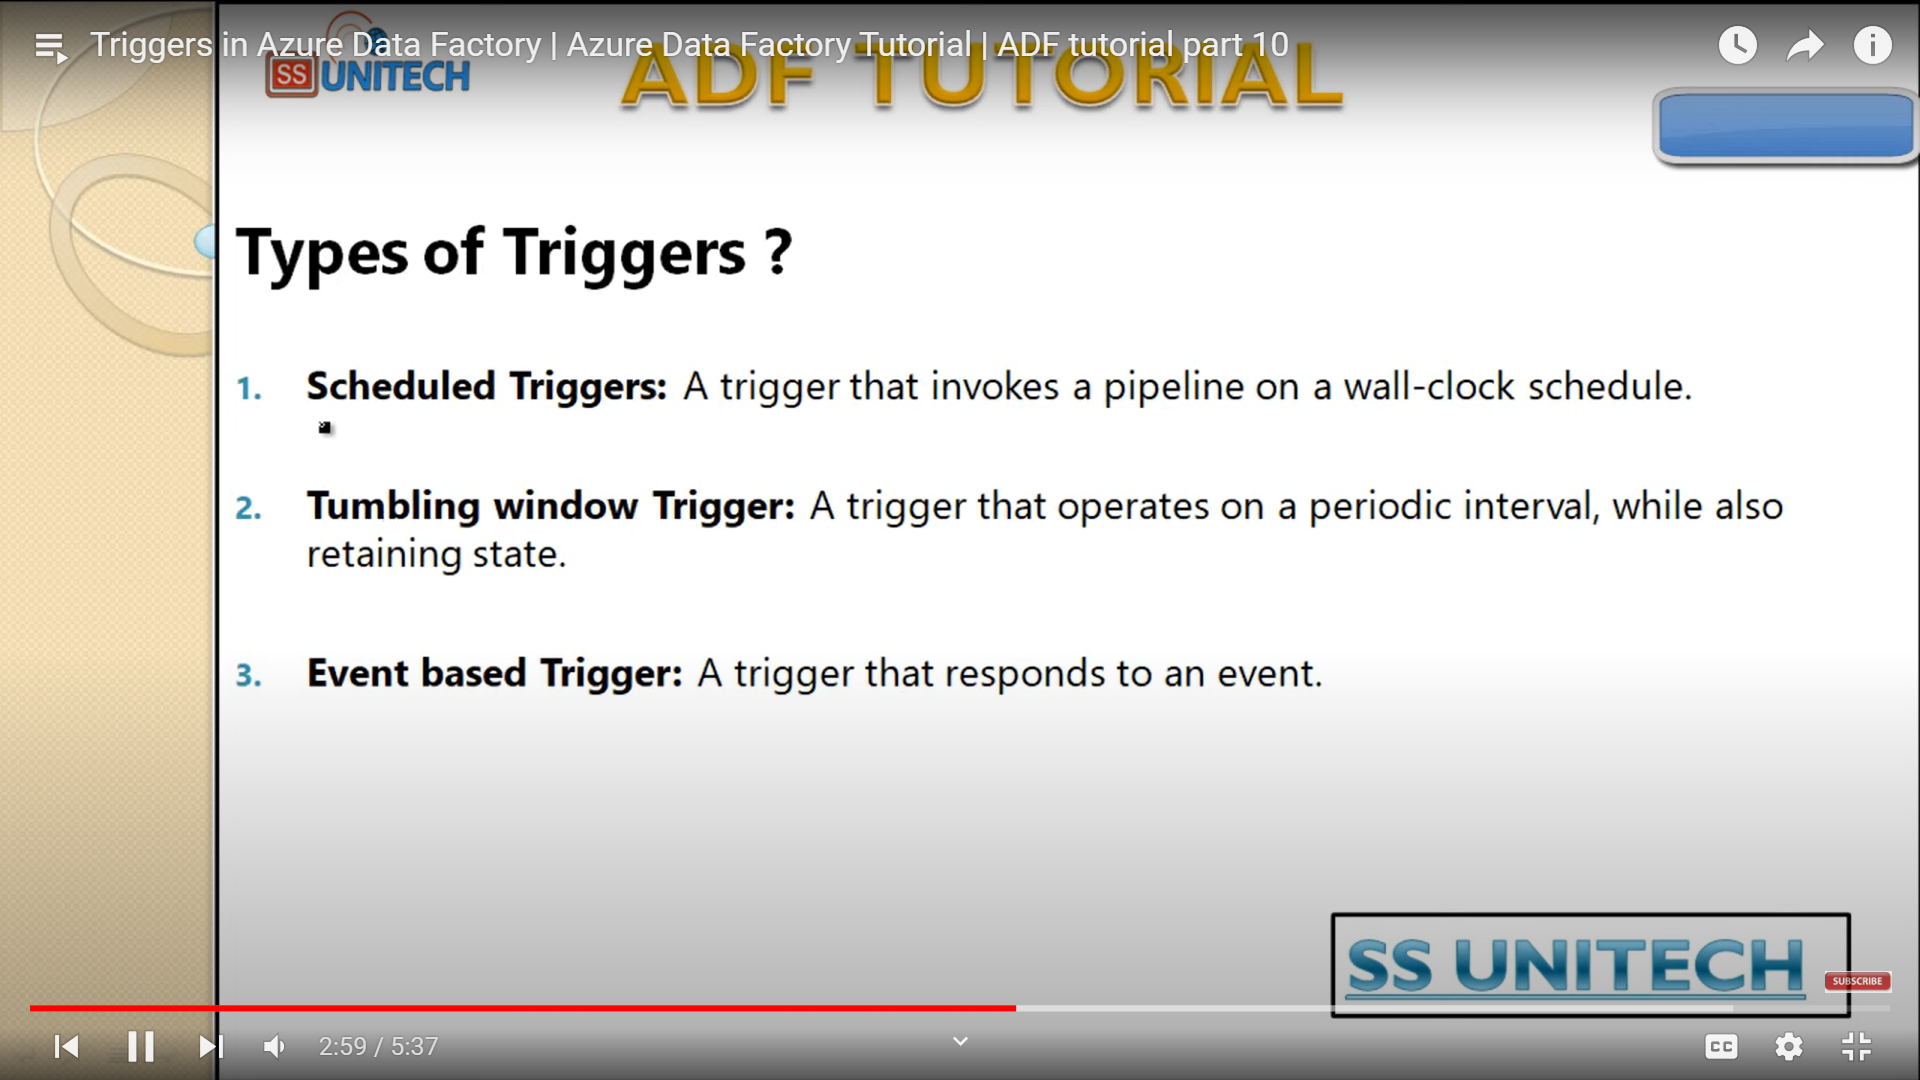 Triggers in Azure Data Factory | Azure Data Factory Tutorial | ADF tutorial part 10
SS UNITECH
ADF TUTORIAL
Types of Triggers ?
1. Scheduled Triggers: A trigger that invokes a pipeline on a wall-clock schedule.
2. Tumbling window Trigger: A trigger that operates on a periodic interval, while also
retaining state.
3. Event based Trigger: A trigger that responds to an event.
SS UNITECH
SUBSCRIBE
2:59 / 5:37
CC